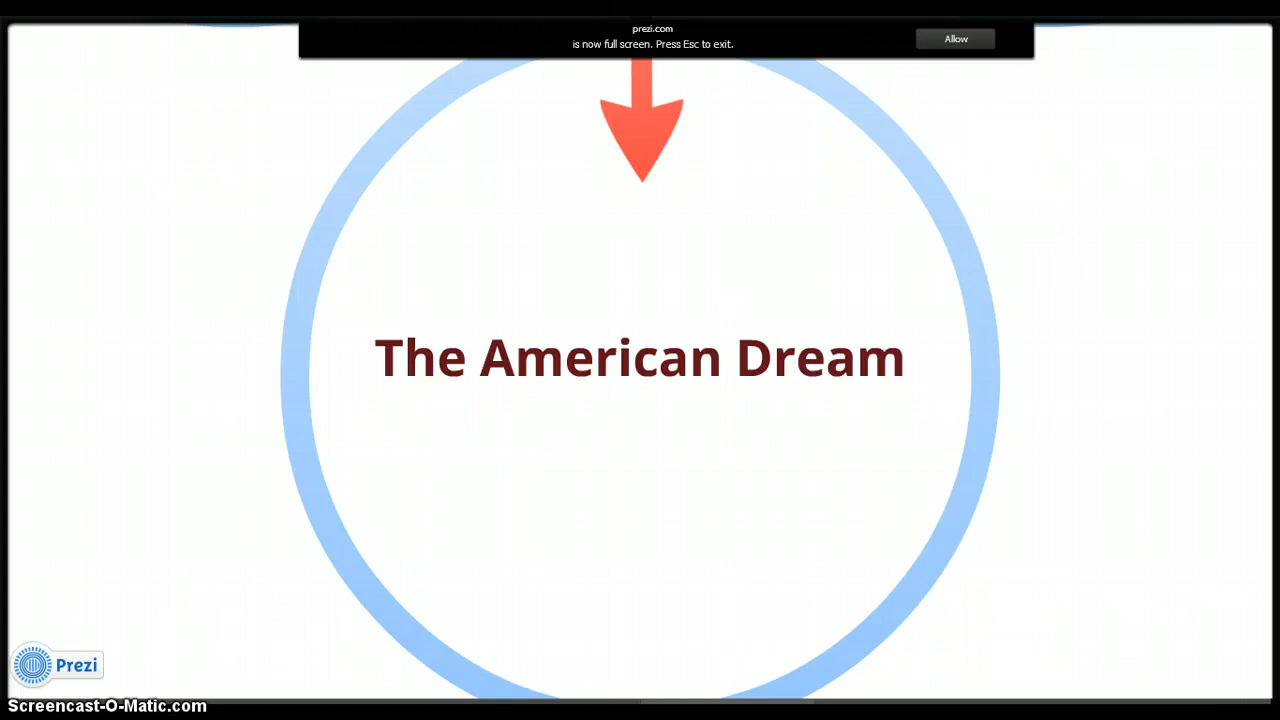 prezi.com
is now full screen. Press Esc to exit.
Allow
The American Dream
Prezi
Screencast-O-Matic.com